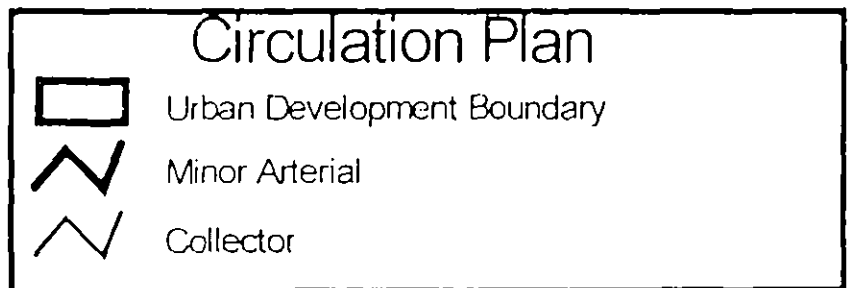 Circulation Plan
Urban Development Boundary
Minor Arterial
Collector